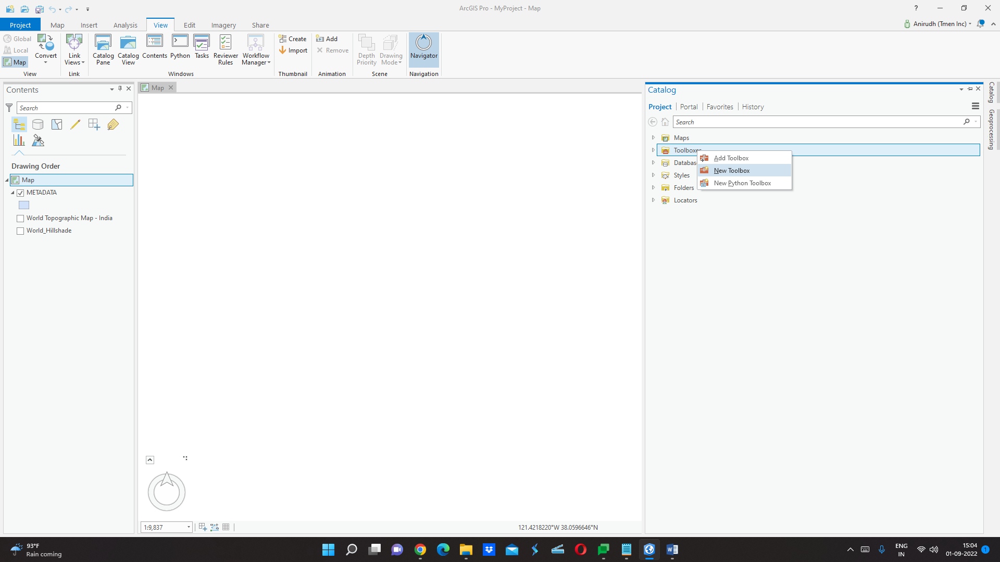 ArcGIS Pro - MyProject - Map
?
Project Map Insert Analysis View Edit Imagery Share
Anirudh (Tmen Inc)
Global
Local
Map
Convert
View
Link Views
Link
Catalog Pane
Catalog View
Contents
Python
Tasks
Reviewer Rules
Workflow Manager
Windows
Create
Import
Thumbnail
Add
Remove
Animation
Depth Priority
Drawing Mode
Scene
Navigator
Navigation
Contents
Search
Drawing Order
Map
METADATA
World Topographic Map - India
World_Hillshade
Map
1:9,837
121.4218220°W 38.0596646°N
Catalog
Project Portal Favorites History
Search
Maps
Toolboxes
Databas
Styles
Folders
Locators
Add Toolbox
New Toolbox
New Python Toolbox
Catalog
Geoprocessing
93°F
Rain coming
ENG
IN
15:04
01-09-2022
1